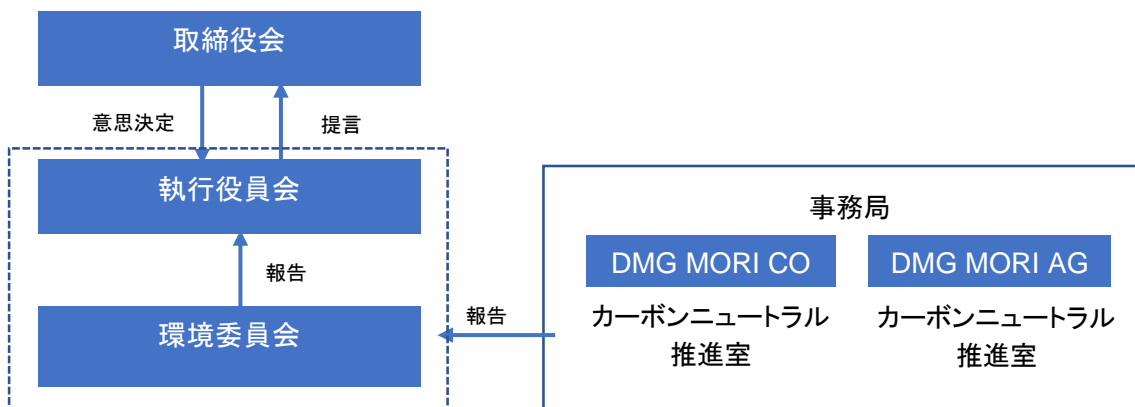 取締役会
意思決定
提言
執行役員会
報告
環境委員会
報告
事務局
DMG MORI CO
DMG MORI AG
カーボンニュートラル
推進室
カーボンニュートラル
推進室